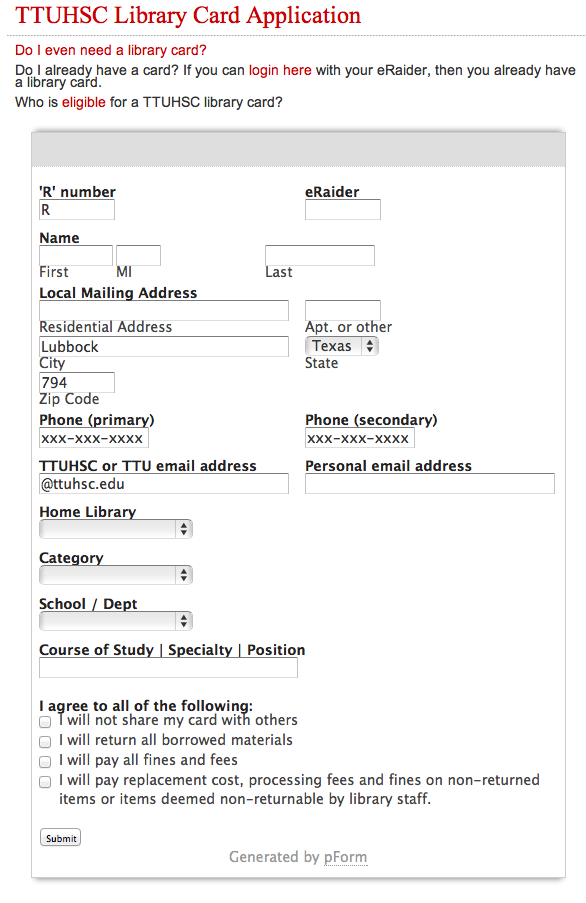 TTUHSC Library Card Application
Do I even need a library card?
Do I already have a card? If you can login here with your eRaider, then you already have
a library card.
Who is eligible for a TTUHSC library card?
'R' number eRaider
R
Name
First MI Last
Local Mailing Address
Residential Address Apt. or other
Lubbock Texas
City State
794
Zip Code
Phone (primary) Phone (secondary)
xxx-xxx-xxxx xxx-xxx-xxxx
TTUHSC or TTU email address Personal email address
@ttuhsc.edu
Home Library
Category
School / Dept
Course of Study | Specialty | Position
I agree to all of the following:
I will not share my card with others
I will return all borrowed materials
I will pay all fines and fees
I will pay replacement cost, processing fees and fines on non-returned
items or items deemed non-returnable by library staff.
Submit
Generated by pForm